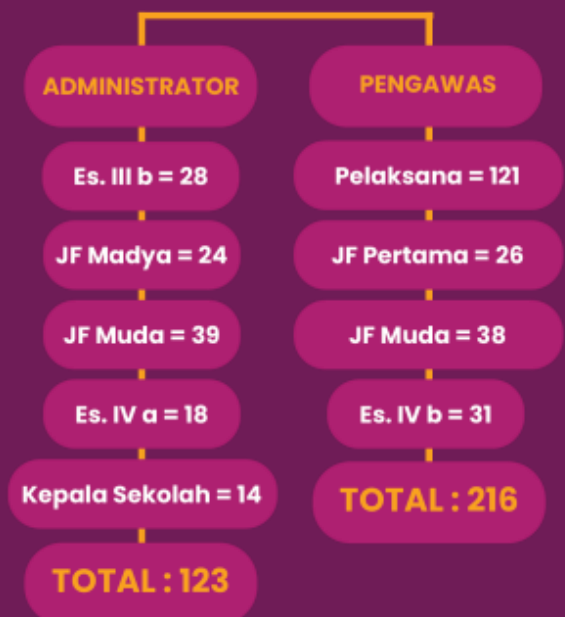 ADMINISTRATOR
Es. III b = 28
JF Madya = 24
JF Muda = 39
Es. IV a = 18
Kepala Sekolah = 14
TOTAL : 123
PENGAWAS
Pelaksana = 121
JF Pertama = 26
JF Muda = 38
Es. IV b = 31
TOTAL : 216